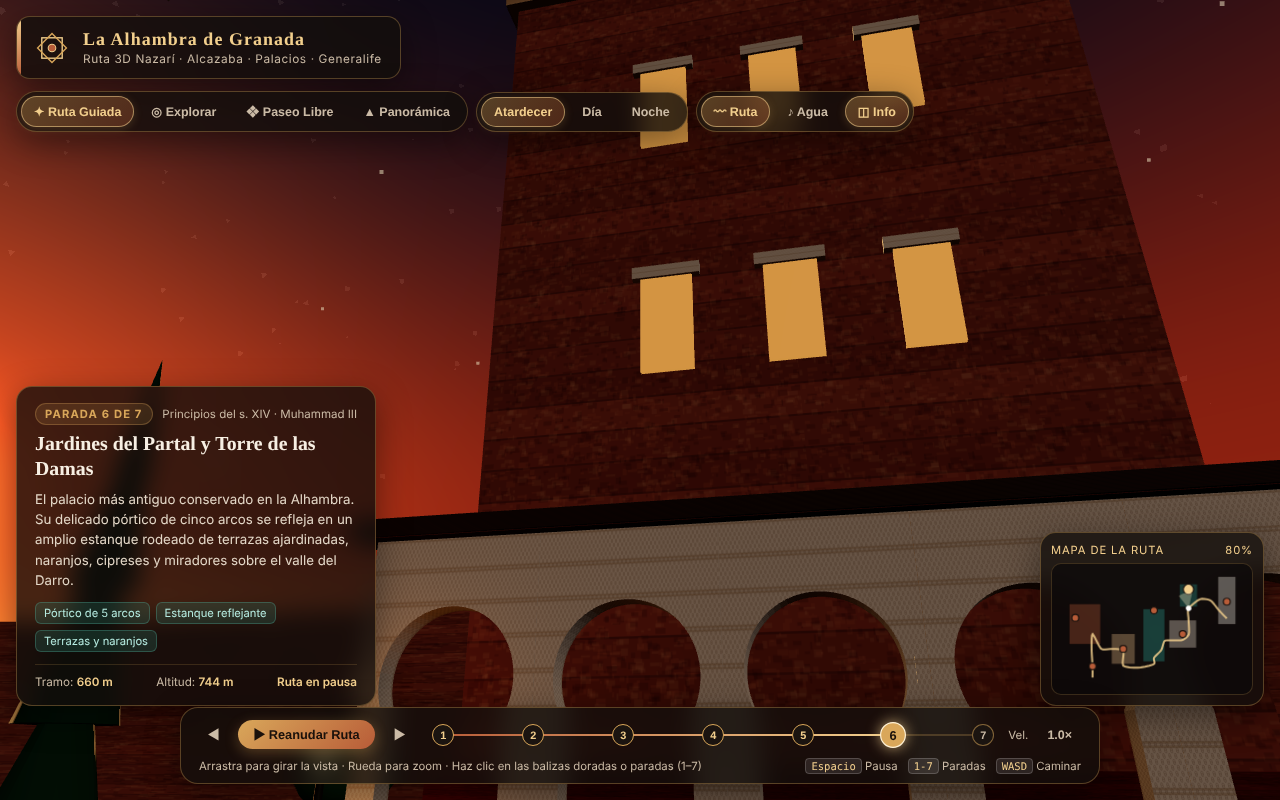 La Alhambra de Granada
Ruta 3D Nazarí · Alcazaba · Palacios · Generalife
Ruta Guiada
Explorar
Paseo Libre
Panorámica
Atardecer
Día
Noche
Ruta
Agua
Info
PARADA 6 DE 7
Principios del s. XIV · Muhammad III
Jardines del Partal y Torre de las
Damas
El palacio más antiguo conservado en la Alhambra.
Su delicado pórtico de cinco arcos se refleja en un
amplio estanque rodeado de terrazas ajardinadas,
naranjos, cipreses y miradores sobre el valle del
Darro.
Pórtico de 5 arcos
Estanque reflejante
Terrazas y naranjos
Tramo: 660 m
Altitud: 744 m
Ruta en pausa
MAPA DE LA RUTA
80%
Reanudar Ruta
1
2
3
4
5
6
7
Vel.
1.0×
Arrastra para girar la vista · Rueda para zoom · Haz clic en las balizas doradas o paradas (1–7)
Espacio Pausa
1-7 Paradas
WASD Caminar